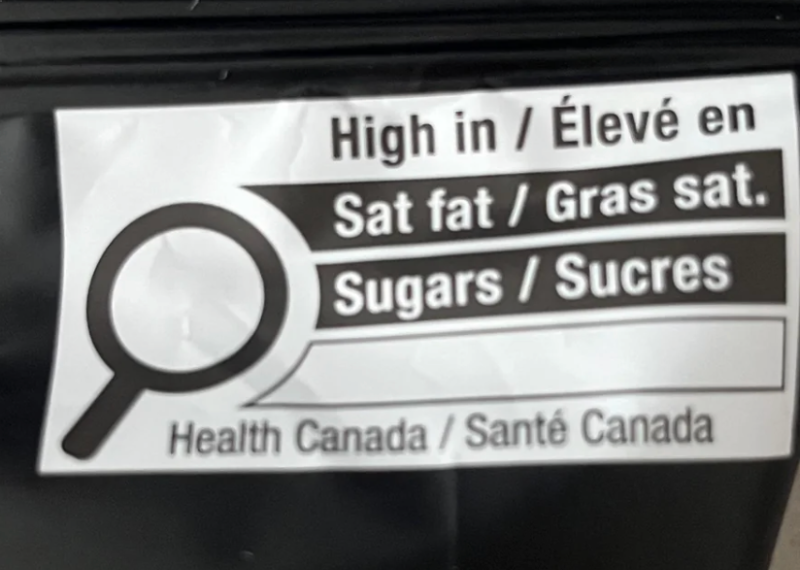 High in / Élevé en
Sat fat / Gras sat.
Sugars / Sucres
Health Canada / Santé Canada